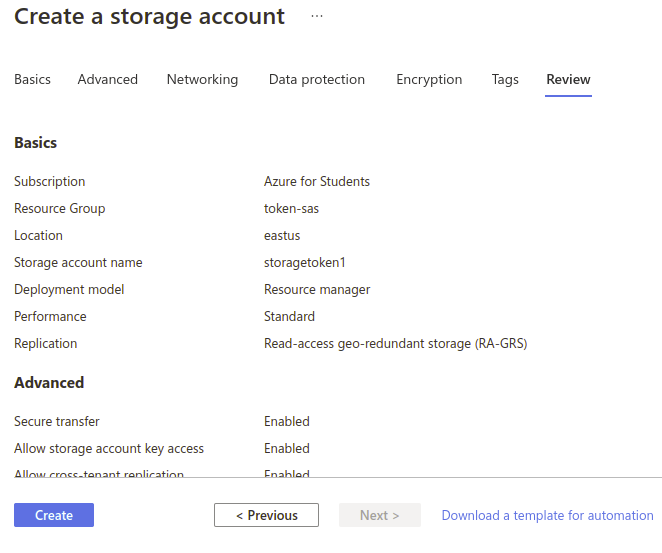 Create a storage account ...
Basics Advanced Networking Data protection Encryption Tags Review
Basics
Subscription Azure for Students
Resource Group token-sas
Location eastus
Storage account name storagetoken1
Deployment model Resource manager
Performance Standard
Replication Read-access geo-redundant storage (RA-GRS)
Advanced
Secure transfer Enabled
Allow storage account key access Enabled
Allow cross-tenant replication Enabled
Create < Previous Next > Download a template for automation